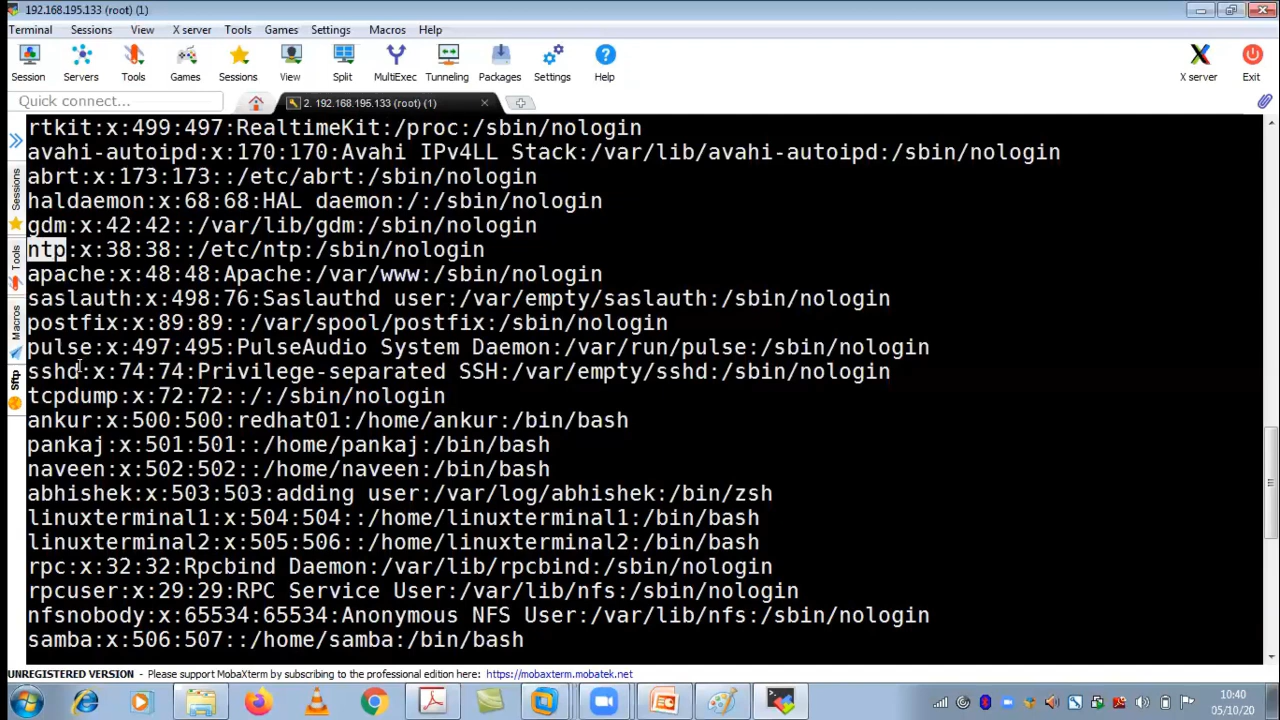 192.168.195.133 (root) (1)
Terminal Sessions View X server Tools Games Settings Macros Help
Session Servers Tools Games Sessions View Split MultiExec Tunneling Packages Settings Help X server Exit
Quick connect...
2. 192.168.195.133 (root) (1)
Sessions
Tools
Macros
Sftp
rtkit:x:499:497:RealtimeKit:/proc:/sbin/nologin
avahi-autoipd:x:170:170:Avahi IPv4LL Stack:/var/lib/avahi-autoipd:/sbin/nologin
abrt:x:173:173::/etc/abrt:/sbin/nologin
haldaemon:x:68:68:HAL daemon:/:/sbin/nologin
gdm:x:42:42::/var/lib/gdm:/sbin/nologin
ntp:x:38:38::/etc/ntp:/sbin/nologin
apache:x:48:48:Apache:/var/www:/sbin/nologin
saslauth:x:498:76:Saslauthd user:/var/empty/saslauth:/sbin/nologin
postfix:x:89:89::/var/spool/postfix:/sbin/nologin
pulse:x:497:495:PulseAudio System Daemon:/var/run/pulse:/sbin/nologin
sshd:x:74:74:Privilege-separated SSH:/var/empty/sshd:/sbin/nologin
tcpdump:x:72:72::/:/sbin/nologin
ankur:x:500:500:redhat01:/home/ankur:/bin/bash
pankaj:x:501:501::/home/pankaj:/bin/bash
naveen:x:502:502::/home/naveen:/bin/bash
abhishek:x:503:503:adding user:/var/log/abhishek:/bin/zsh
linuxterminal1:x:504:504::/home/linuxterminal1:/bin/bash
linuxterminal2:x:505:506::/home/linuxterminal2:/bin/bash
rpc:x:32:32:Rpcbind Daemon:/var/lib/rpcbind:/sbin/nologin
rpcuser:x:29:29:RPC Service User:/var/lib/nfs:/sbin/nologin
nfsnobody:x:65534:65534:Anonymous NFS User:/var/lib/nfs:/sbin/nologin
samba:x:506:507::/home/samba:/bin/bash
UNREGISTERED VERSION - Please support MobaXterm by subscribing to the professional edition here: https://mobaxterm.mobatek.net
10:40
05/10/20